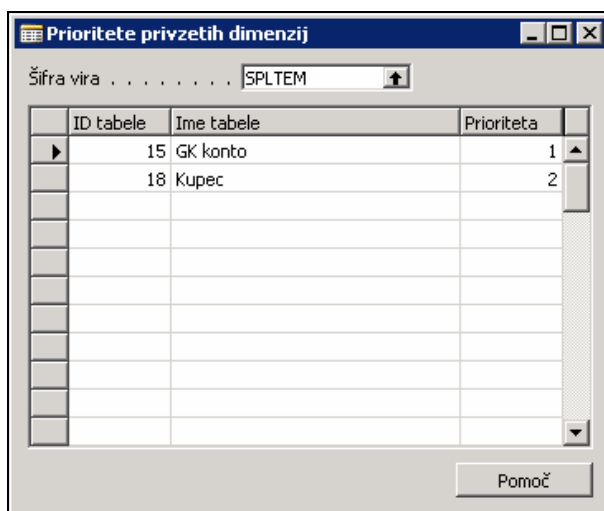 Prioritete privzetih dimenzij
Šifra vira . . . . . . . . SPLTEM
ID tabele Ime tabele Prioriteta
15 GK konto 1
18 Kupec 2
Pomoč